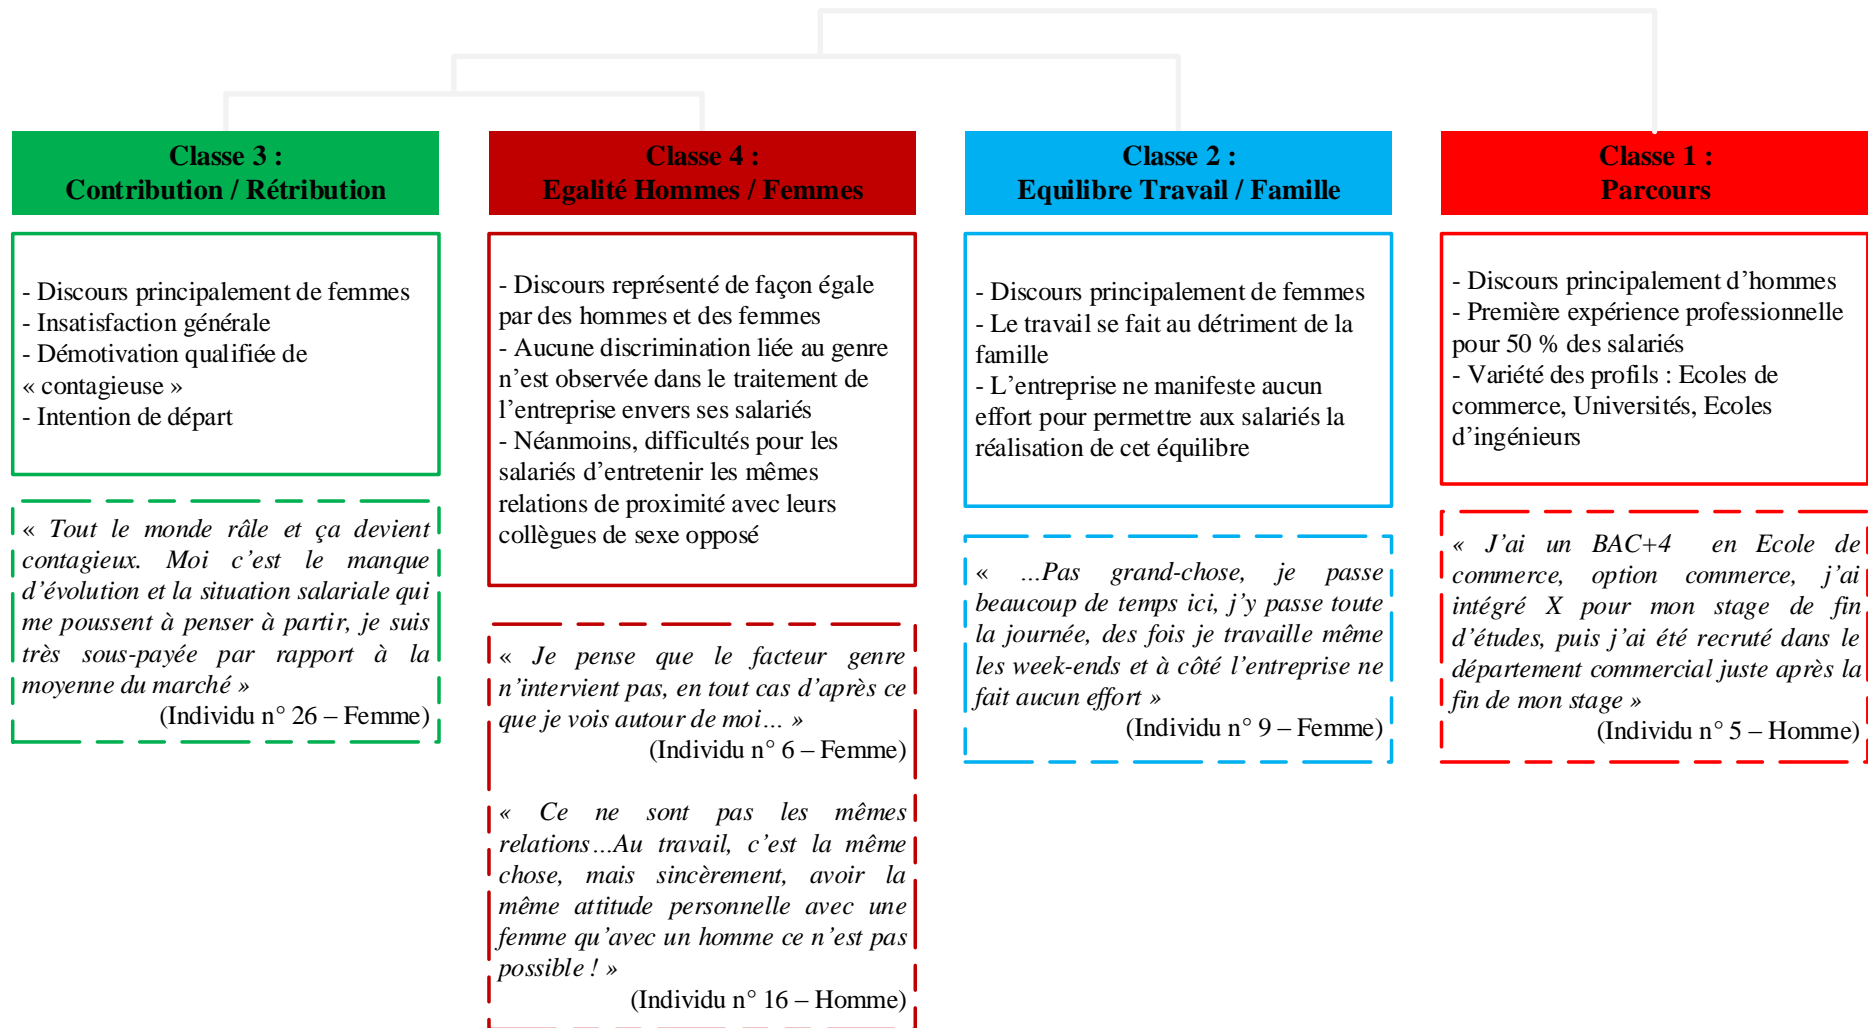 Classe 3 :
Contribution / Rétribution
- Discours principalement de femmes
- Insatisfaction générale
- Démotivation qualifiée de
« contagieuse »
- Intention de départ
« Tout le monde râle et ça devient
contagieux. Moi c’est le manque
d’évolution et la situation salariale qui
me poussent à penser à partir, je suis
très sous-payée par rapport à la
moyenne du marché »
(Individu n° 26 – Femme)
Classe 4 :
Egalité Hommes / Femmes
- Discours représenté de façon égale
par des hommes et des femmes
- Aucune discrimination liée au genre
n’est observée dans le traitement de
l’entreprise envers ses salariés
- Néanmoins, difficultés pour les
salariés d’entretenir les mêmes
relations de proximité avec leurs
collègues de sexe opposé
« Je pense que le facteur genre
n’intervient pas, en tout cas d’après ce
que je vois autour de moi… »
(Individu n° 6 – Femme)
« Ce ne sont pas les mêmes
relations…Au travail, c’est la même
chose, mais sincèrement, avoir la
même attitude personnelle avec une
femme qu’avec un homme ce n’est pas
possible ! »
(Individu n° 16 – Homme)
Classe 2 :
Equilibre Travail / Famille
- Discours principalement de femmes
- Le travail se fait au détriment de la
famille
- L’entreprise ne manifeste aucun
effort pour permettre aux salariés la
réalisation de cet équilibre
« …Pas grand-chose, je passe
beaucoup de temps ici, j’y passe toute
la journée, des fois je travaille même
les week-ends et à côté l’entreprise ne
fait aucun effort »
(Individu n° 9 – Femme)
Classe 1 :
Parcours
- Discours principalement d’hommes
- Première expérience professionnelle
pour 50 % des salariés
- Variété des profils : Ecoles de
commerce, Universités, Ecoles
d’ingénieurs
« J’ai un BAC+4 en Ecole de
commerce, option commerce, j’ai
intégré X pour mon stage de fin
d’études, puis j’ai été recruté dans le
département commercial juste après la
fin de mon stage »
(Individu n° 5 – Homme)